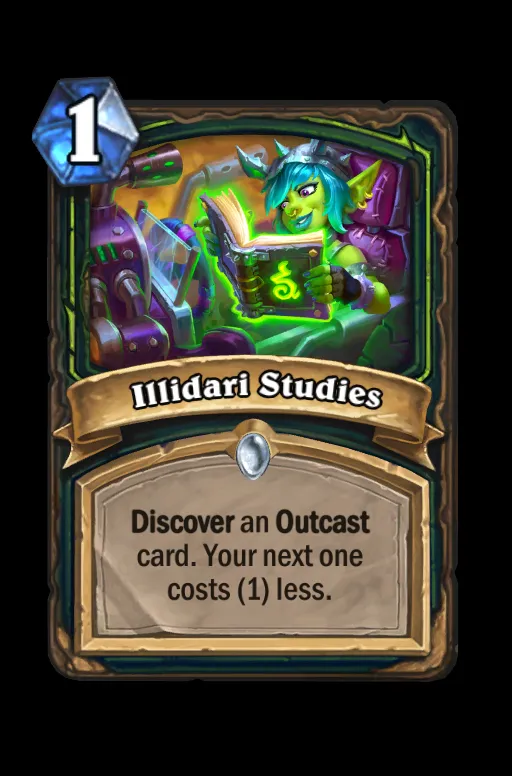 1
Illidari Studies
Discover an Outcast
card. Your next one
costs (1) less.